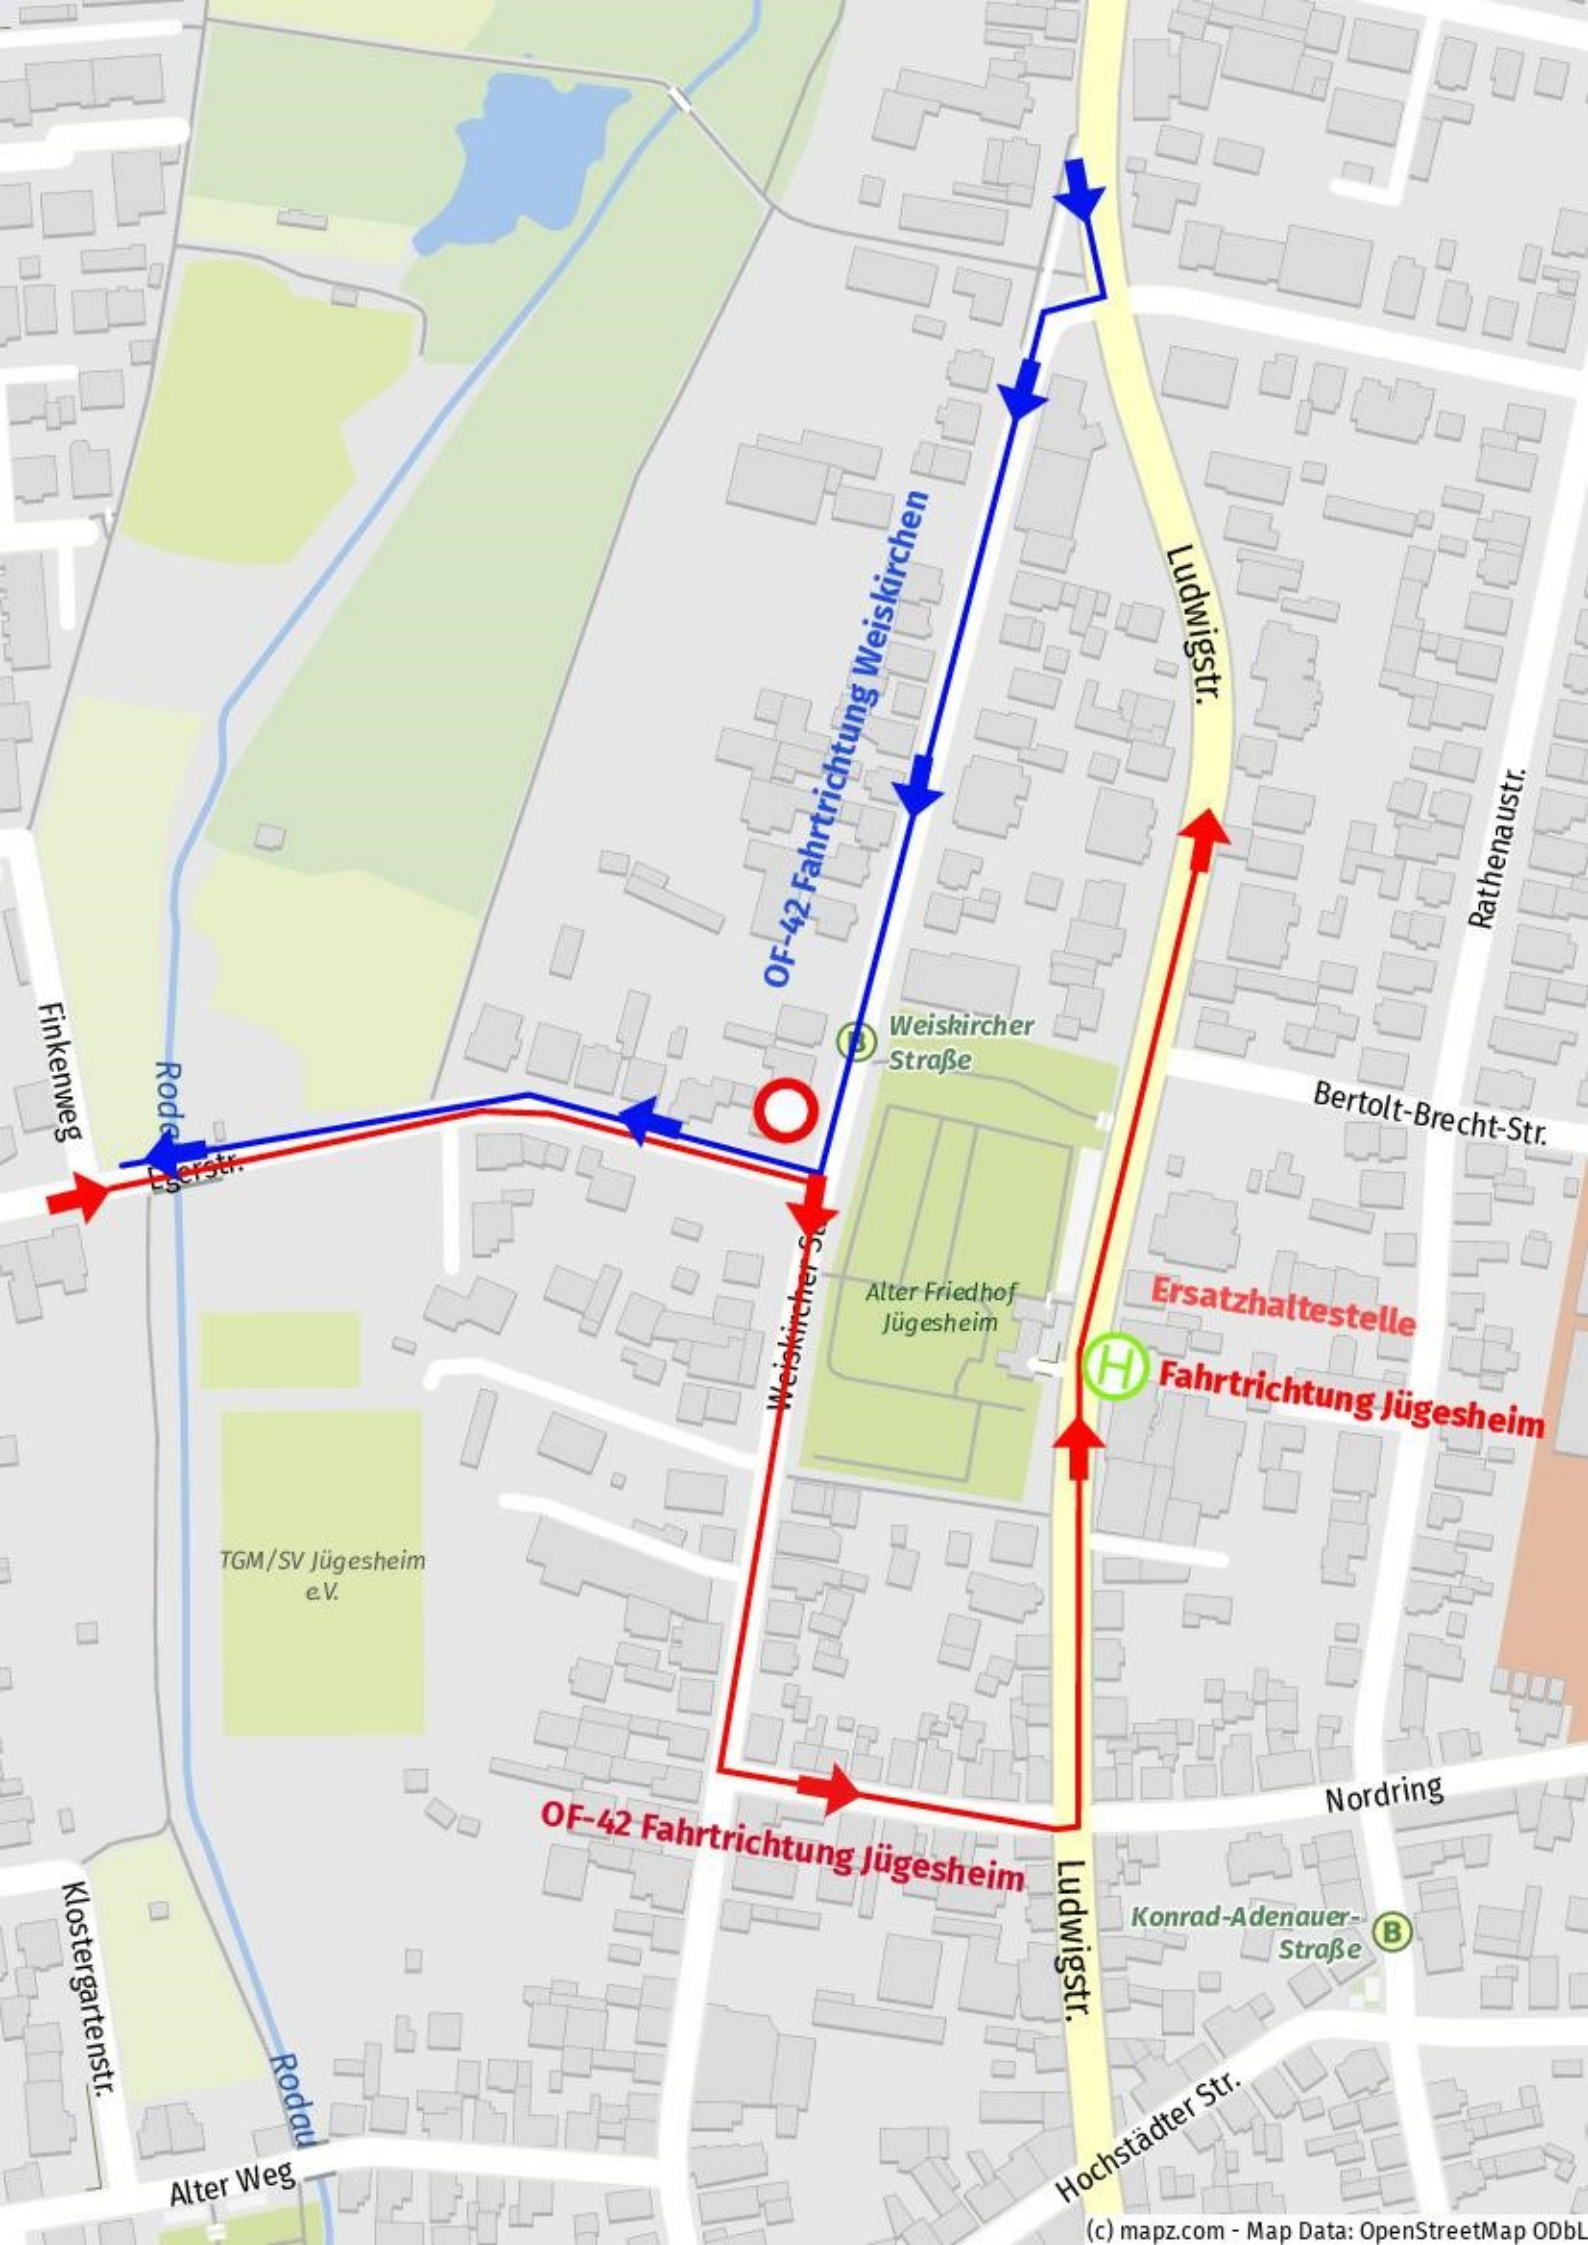 OF-42 Fahrtrichtung Weiskirchen
Ludwigstr.
Rathenaustr.
Finkenweg
Weiskircher
Straße
B
Bertolt-Brecht-Str.
Egerstr.
Alter Friedhof
Jügesheim
Ersatzhaltestelle
H
Fahrtrichtung Jügesheim
TGM/SV Jügesheim
e.V.
Nordring
OF-42 Fahrtrichtung Jügesheim
Ludwigstr.
Konrad-Adenauer-
Straße
B
Klostergartenstr.
Rodau
Hochstädter Str.
Alter Weg
(c) mapz.com - Map Data: OpenStreetMap ODbL